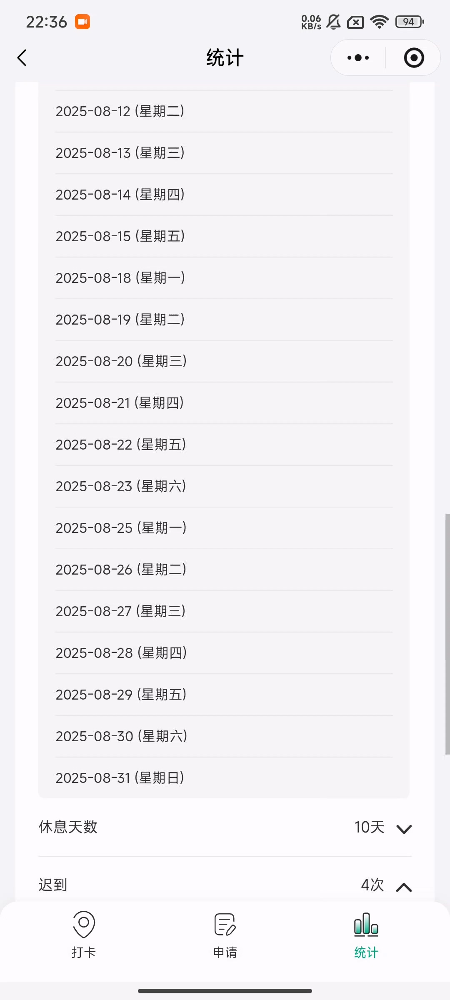 22:36
0.06
KB/s
94
统计
2025-08-12 (星期二)
2025-08-13 (星期三)
2025-08-14 (星期四)
2025-08-15 (星期五)
2025-08-18 (星期一)
2025-08-19 (星期二)
2025-08-20 (星期三)
2025-08-21 (星期四)
2025-08-22 (星期五)
2025-08-23 (星期六)
2025-08-25 (星期一)
2025-08-26 (星期二)
2025-08-27 (星期三)
2025-08-28 (星期四)
2025-08-29 (星期五)
2025-08-30 (星期六)
2025-08-31 (星期日)
休息天数 10天
迟到 4次
打卡 申请 统计